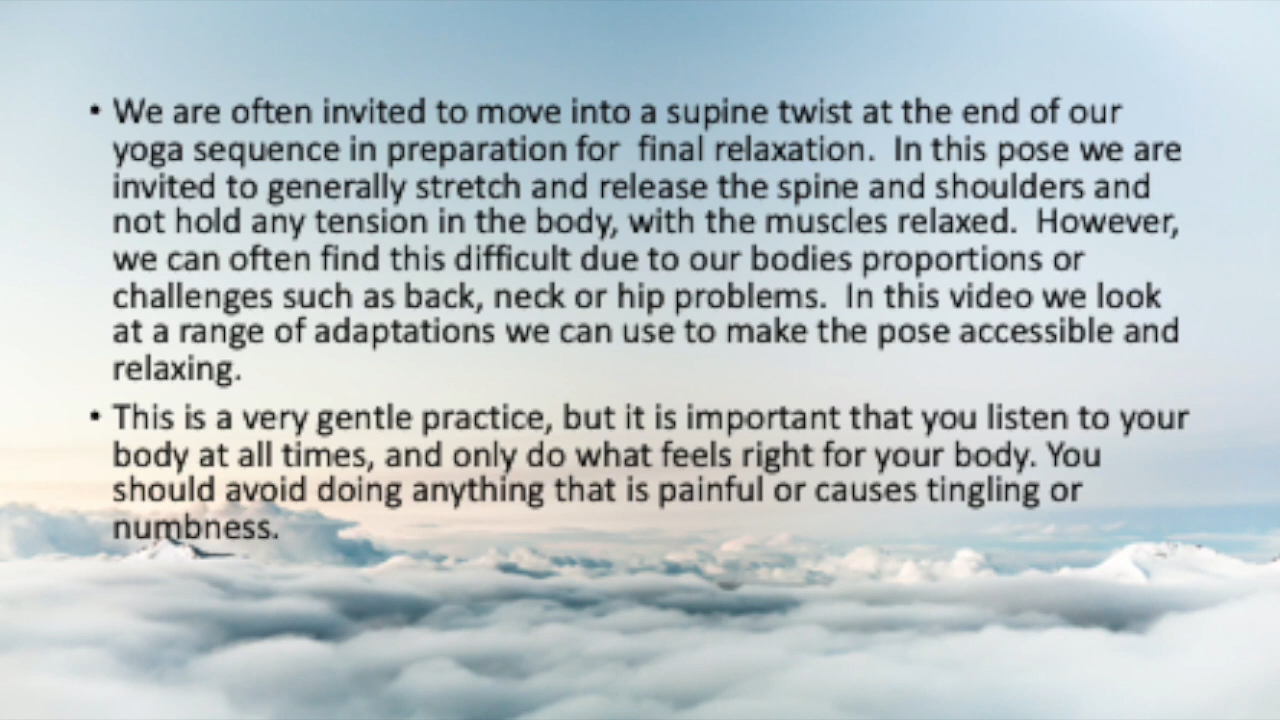 • We are often invited to move into a supine twist at the end of our
yoga sequence in preparation for  final relaxation.  In this pose we are
invited to generally stretch and release the spine and shoulders and
not hold any tension in the body, with the muscles relaxed.  However,
we can often find this difficult due to our bodies proportions or
challenges such as back, neck or hip problems.  In this video we look
at a range of adaptations we can use to make the pose accessible and
relaxing.
• This is a very gentle practice, but it is important that you listen to your
body at all times, and only do what feels right for your body. You
should avoid doing anything that is painful or causes tingling or
numbness.